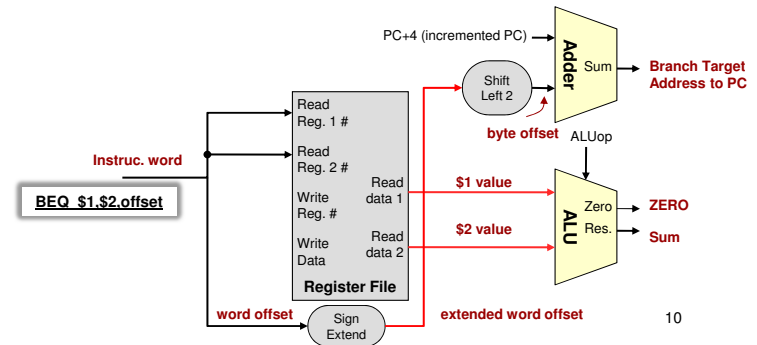 PC+4 (incremented PC)
Adder
Sum
Branch Target
Address to PC
Shift
Left 2
byte offset
ALUop
Read
Reg. 1 #
Instruc. word
Read
Reg. 2 #
BEQ $1,$2,offset
Write
Reg. #
Write
Data
Read
data 1
Read
data 2
Register File
$1 value
$2 value
ALU
Zero
Res.
ZERO
Sum
word offset
Sign
Extend
extended word offset
10